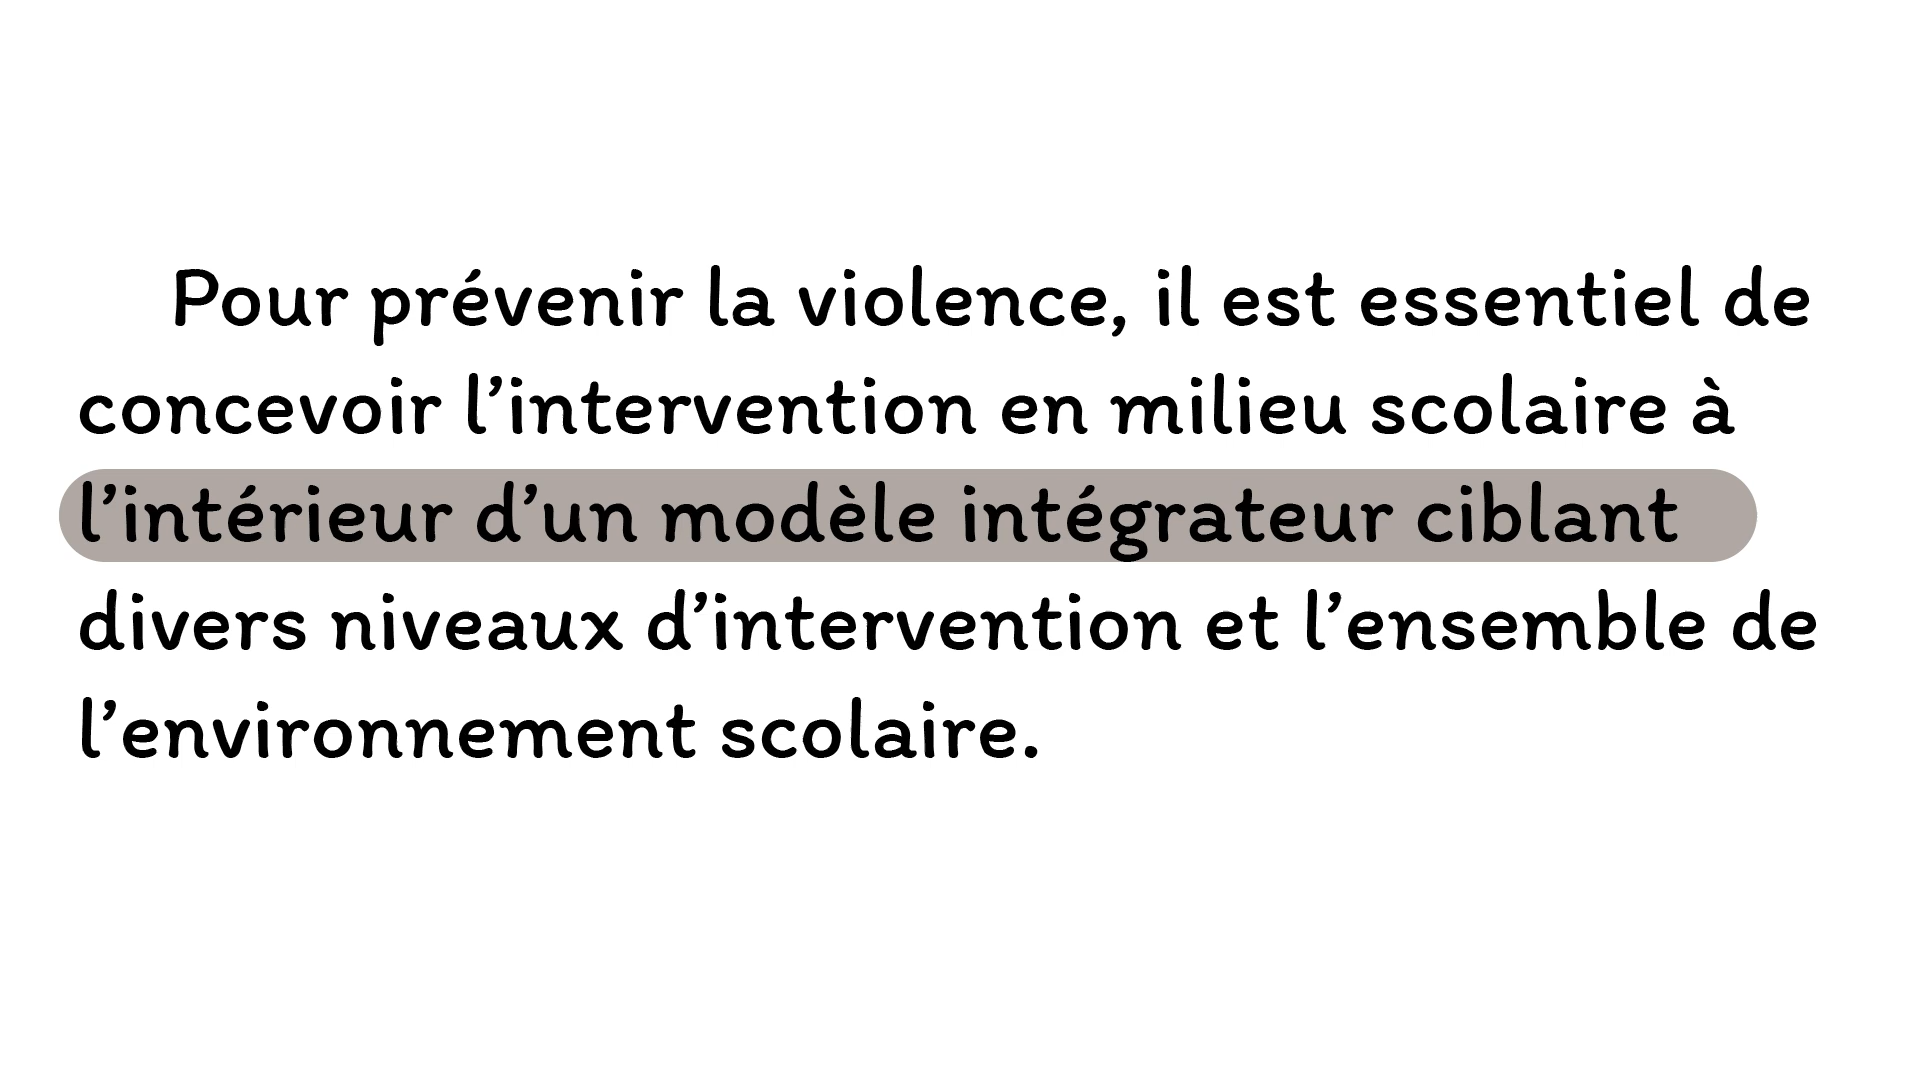 Pour prévenir la violence, il est essentiel de
concevoir l’intervention en milieu scolaire à
l’intérieur d’un modèle intégrateur ciblant
divers niveaux d’intervention et l’ensemble de
l’environnement scolaire.